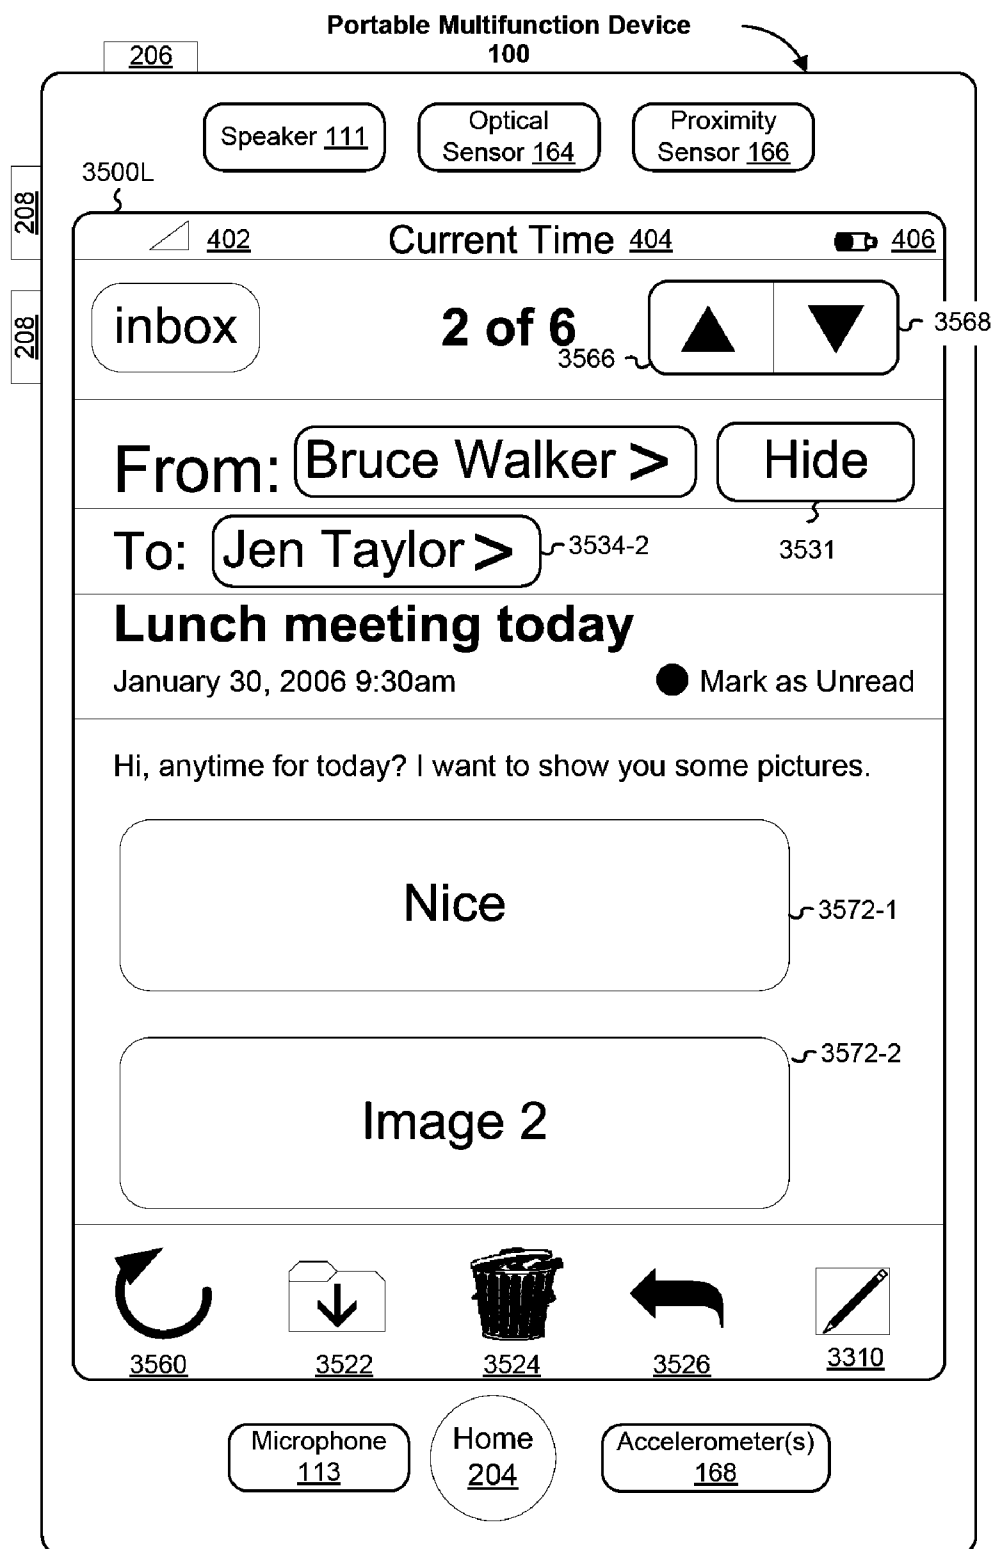 Portable Multifunction Device
100
206
Speaker 111
Optical
Sensor 164
Proximity
Sensor 166
3500L
208
208
402
Current Time 404
406
inbox
2 of 6
3566
3568
From: Bruce Walker > Hide
3531
To: Jen Taylor > 3534-2
Lunch meeting today
January 30, 2006 9:30am
Mark as Unread
Hi, anytime for today? I want to show you some pictures.
Nice
3572-1
3572-2
Image 2
3560
3522
3524
3526
3310
Microphone
113
Home
204
Accelerometer(s)
168